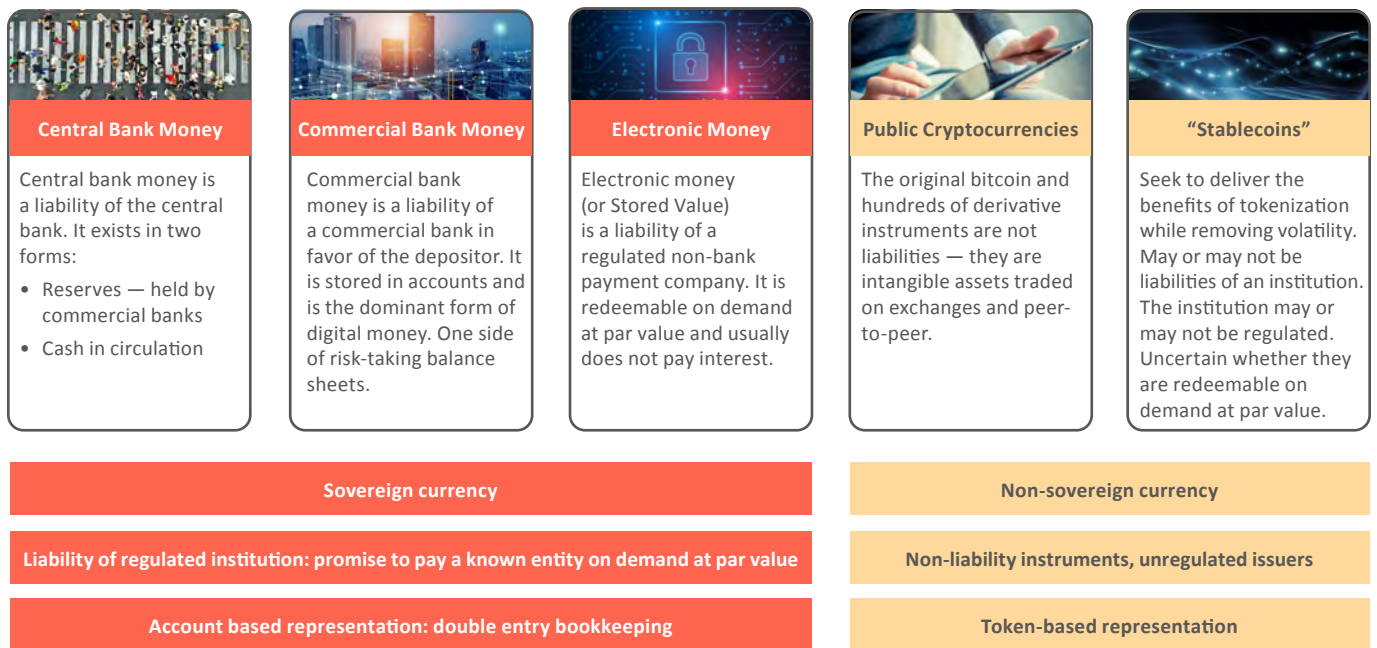 Central Bank Money
Central bank money is
a liability of the central
bank. It exists in two
forms:
• Reserves — held by
commercial banks
• Cash in circulation
Commercial Bank Money
Commercial bank
money is a liability of
a commercial bank in
favor of the depositor. It
is stored in accounts and
is the dominant form of
digital money. One side
of risk-taking balance
sheets.
Electronic Money
Electronic money
(or Stored Value)
is a liability of a
regulated non-bank
payment company. It is
redeemable on demand
at par value and usually
does not pay interest.
Public Cryptocurrencies
The original bitcoin and
hundreds of derivative
instruments are not
liabilities — they are
intangible assets traded
on exchanges and peer-
to-peer.
“Stablecoins”
Seek to deliver the
benefits of tokenization
while removing volatility.
May or may not be
liabilities of an institution.
The institution may or
may not be regulated.
Uncertain whether they
are redeemable on
demand at par value.
Sovereign currency
Non-sovereign currency
Liability of regulated institution: promise to pay a known entity on demand at par value
Non-liability instruments, unregulated issuers
Account based representation: double entry bookkeeping
Token-based representation